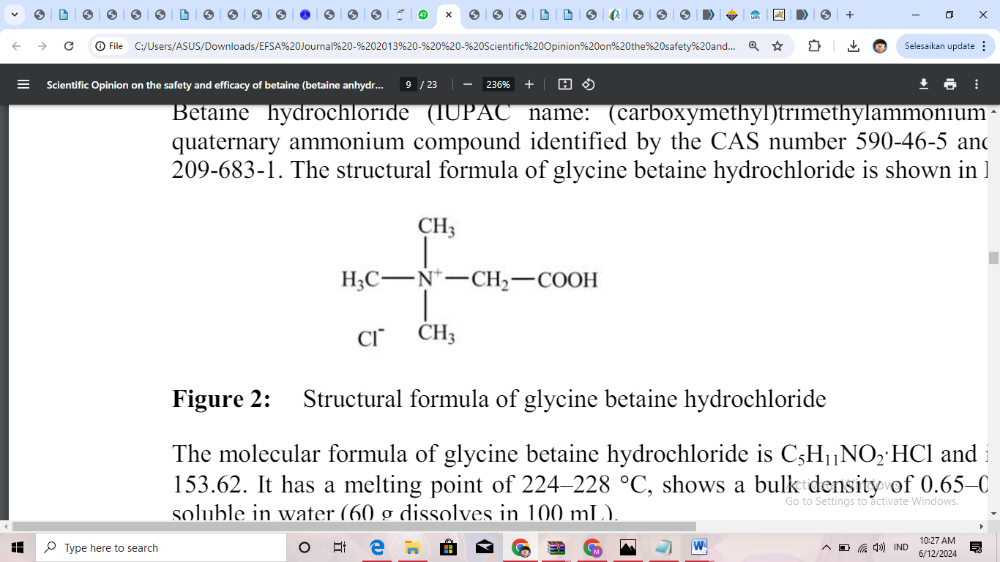 47
File
C:/Users/ASUS/Downloads/EFSA%20Journal%20-%202013%20-%20%20-%20Scientific%20Opinion%20on%20the%20safety%20and...
Selesaikan update
Scientific Opinion on the safety and efficacy of betaine (betaine anhydr...
9 / 23
236%
Betaine hydrochloride (IUPAC name: (carboxymethyl)trimethylammonium
quaternary ammonium compound identified by the CAS number 590-46-5 and
209-683-1. The structural formula of glycine betaine hydrochloride is shown in
CH₃
H₃C—N⁺—CH₂—COOH
Cl⁻ CH₃
Figure 2: Structural formula of glycine betaine hydrochloride
The molecular formula of glycine betaine hydrochloride is C₅H₁₁NO₂·HCl and
153.62. It has a melting point of 224–228 °C, shows a bulk density of 0.65–0
soluble in water (60 g dissolves in 100 mL).
Activate Windows
Go to Settings to activate Windows.
Type here to search
IND
10:27 AM
6/12/2024